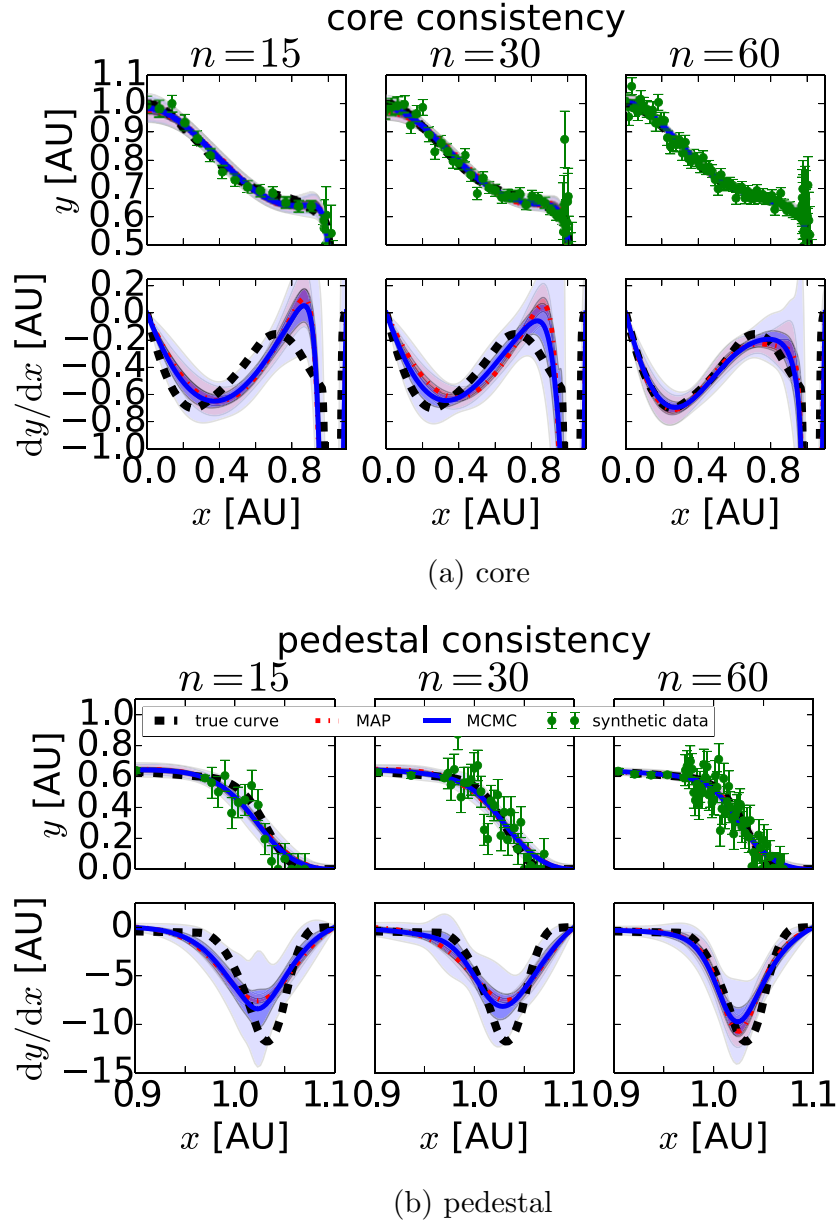 core consistency
n = 15 n = 30 n = 60
1.1
1.0
0.9
0.8
0.7
0.6
0.5
y [AU]
0.2
0.0
−0.2
−0.4
−0.6
−0.8
−1.0
dy/dx [AU]
0.0 0.4 0.8 0.0 0.4 0.8 0.0 0.4 0.8
x [AU] x [AU] x [AU]
(a) core
pedestal consistency
n = 15 n = 30 n = 60
true curve MAP MCMC synthetic data
1.0
0.8
0.6
0.4
0.2
0.0
y [AU]
0
−5
−10
−15
dy/dx [AU]
0.9 1.0 1.1 0.9 1.0 1.1 0.9 1.0 1.1
x [AU] x [AU] x [AU]
(b) pedestal